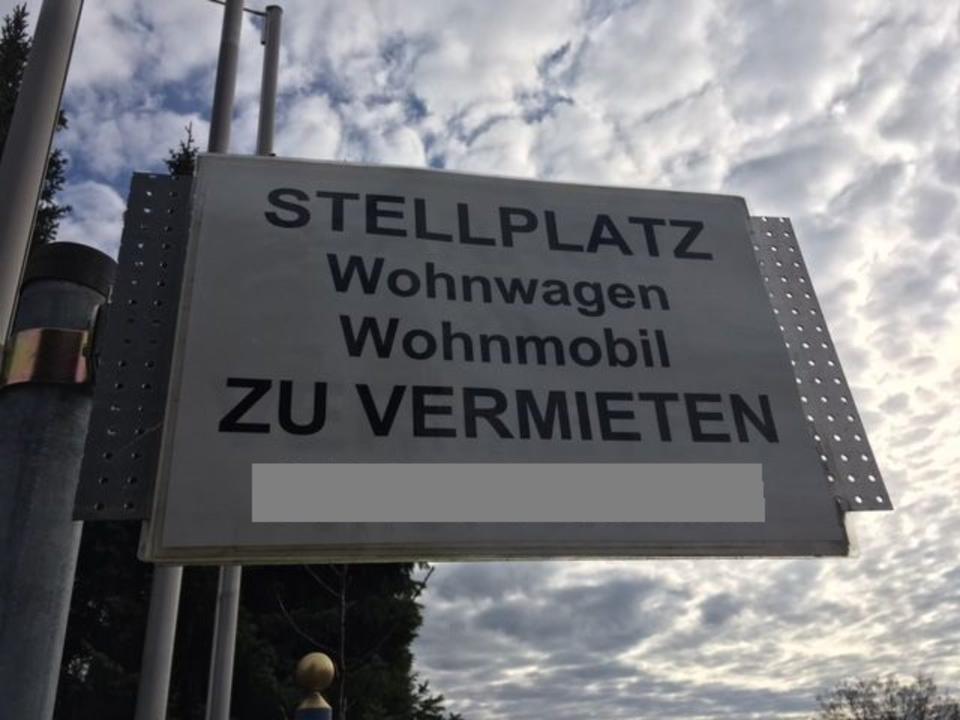 STELLPLATZ
Wohnwagen
Wohnmobil
ZU VERMIETEN